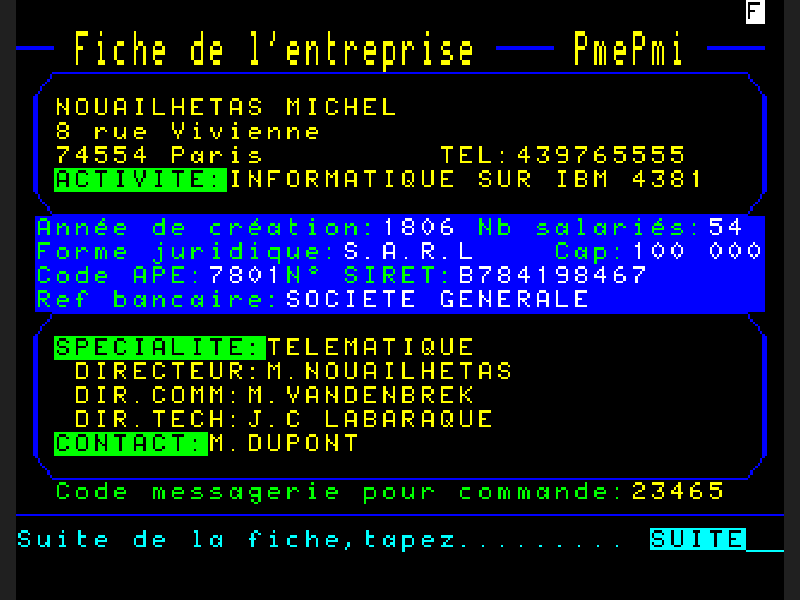 F
Fiche de l'entreprise PmePmi
NOUAILHETAS MICHEL
8 rue Vivienne
74554 Paris TEL:439765555
ACTIVITE:INFORMATIQUE SUR IBM 4381
Année de création:1806 Nb salariés:54
Forme juridique:S.A.R.L Cap:100 000
Code APE:7801N° SIRET:B784198467
Ref bancaire:SOCIETE GENERALE
SPECIALITE:TELEMATIQUE
DIRECTEUR:M.NOUAILHETAS
DIR.COMM:M.VANDENBREK
DIR.TECH:J.C LABARAQUE
CONTACT:M.DUPONT
Code messagerie pour commande:23465
Suite de la fiche,tapez......... SUITE__